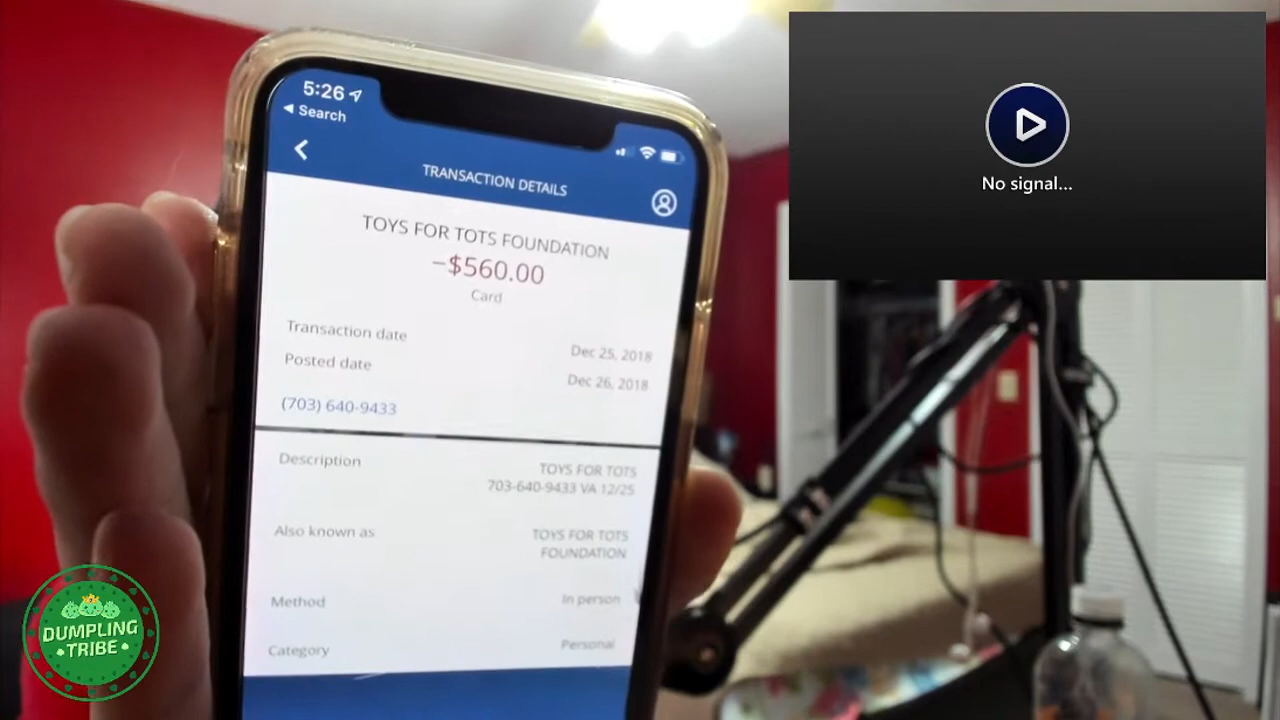 5:26
Search
TRANSACTION DETAILS
TOYS FOR TOTS FOUNDATION
−$560.00
Card
Transaction date
Dec 25, 2018
Posted date
Dec 26, 2018
(703) 640-9433
Description
TOYS FOR TOTS
703-640-9433 VA 12/25
Also known as
TOYS FOR TOTS
FOUNDATION
Method
In person
Category
Personal
No signal...
DUMPLING
TRIBE